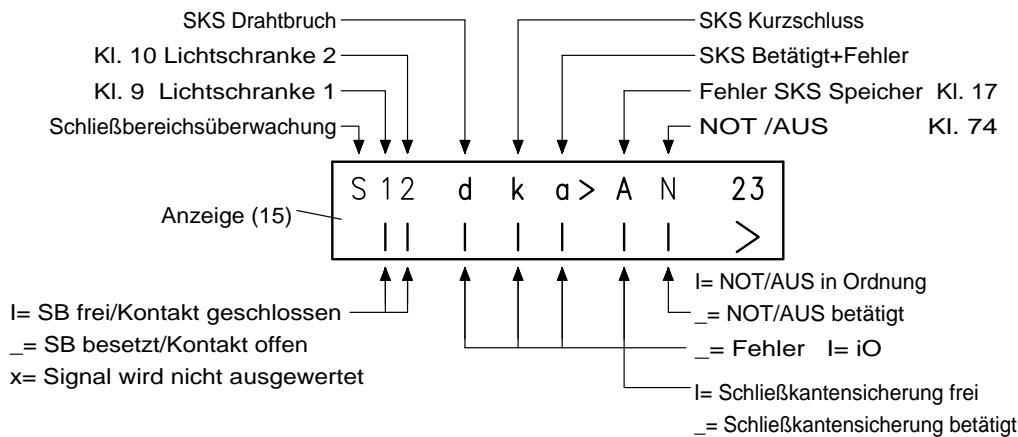 SKS Drahtbruch
SKS Kurzschluss
Kl. 10 Lichtschranke 2
SKS Betätigt+Fehler
Kl. 9 Lichtschranke 1
Fehler SKS Speicher Kl. 17
Schließbereichsüberwachung
NOT /AUS Kl. 74
S 1 2 d k a > A N 23
Anzeige (15)
I I I I I I I >
I= NOT/AUS in Ordnung
I= SB frei/Kontakt geschlossen
_= NOT/AUS betätigt
_= SB besetzt/Kontakt offen
_= Fehler I= iO
x= Signal wird nicht ausgewertet
I= Schließkantensicherung frei
_= Schließkantensicherung betätigt